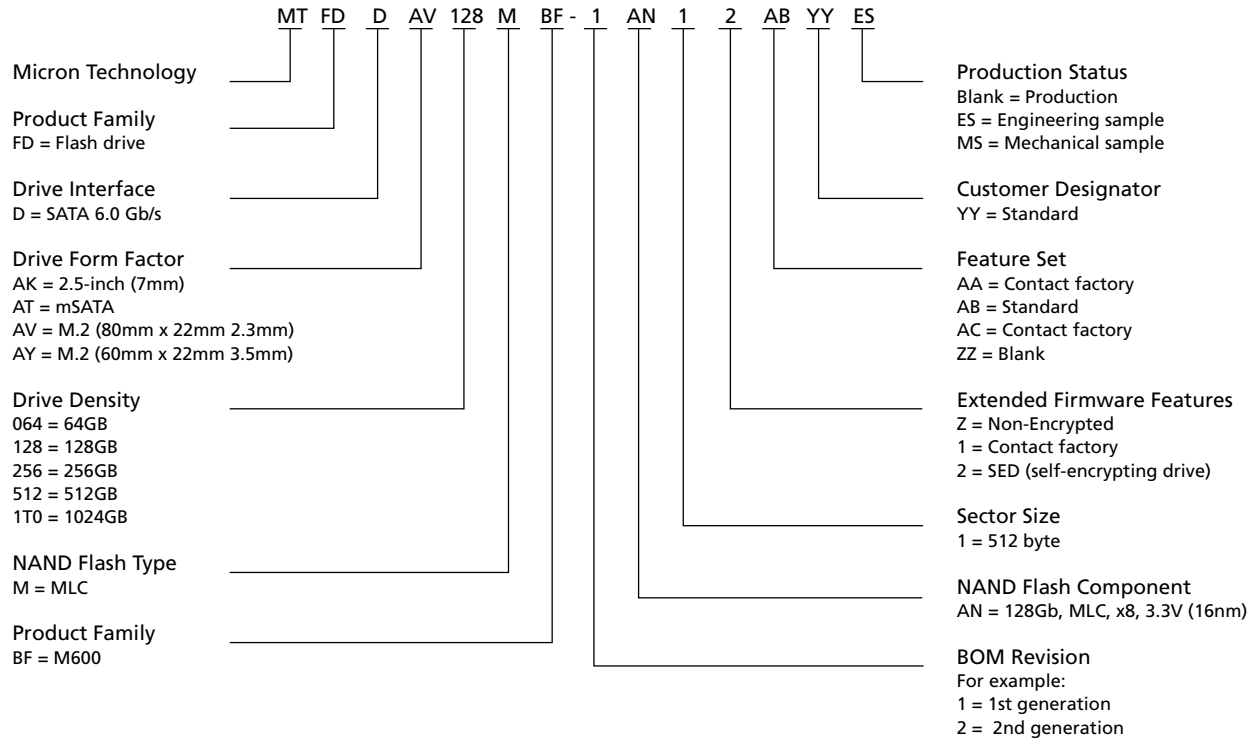 MT FD D AV 128 M BF - 1 AN 1 2 AB YY ES
Micron Technology
Product Family
FD = Flash drive
Drive Interface
D = SATA 6.0 Gb/s
Drive Form Factor
AK = 2.5-inch (7mm)
AT = mSATA
AV = M.2 (80mm x 22mm 2.3mm)
AY = M.2 (60mm x 22mm 3.5mm)
Drive Density
064 = 64GB
128 = 128GB
256 = 256GB
512 = 512GB
1T0 = 1024GB
NAND Flash Type
M = MLC
Product Family
BF = M600
Production Status
Blank = Production
ES = Engineering sample
MS = Mechanical sample
Customer Designator
YY = Standard
Feature Set
AA = Contact factory
AB = Standard
AC = Contact factory
ZZ = Blank
Extended Firmware Features
Z = Non-Encrypted
1 = Contact factory
2 = SED (self-encrypting drive)
Sector Size
1 = 512 byte
NAND Flash Component
AN = 128Gb, MLC, x8, 3.3V (16nm)
BOM Revision
For example:
1 = 1st generation
2 = 2nd generation